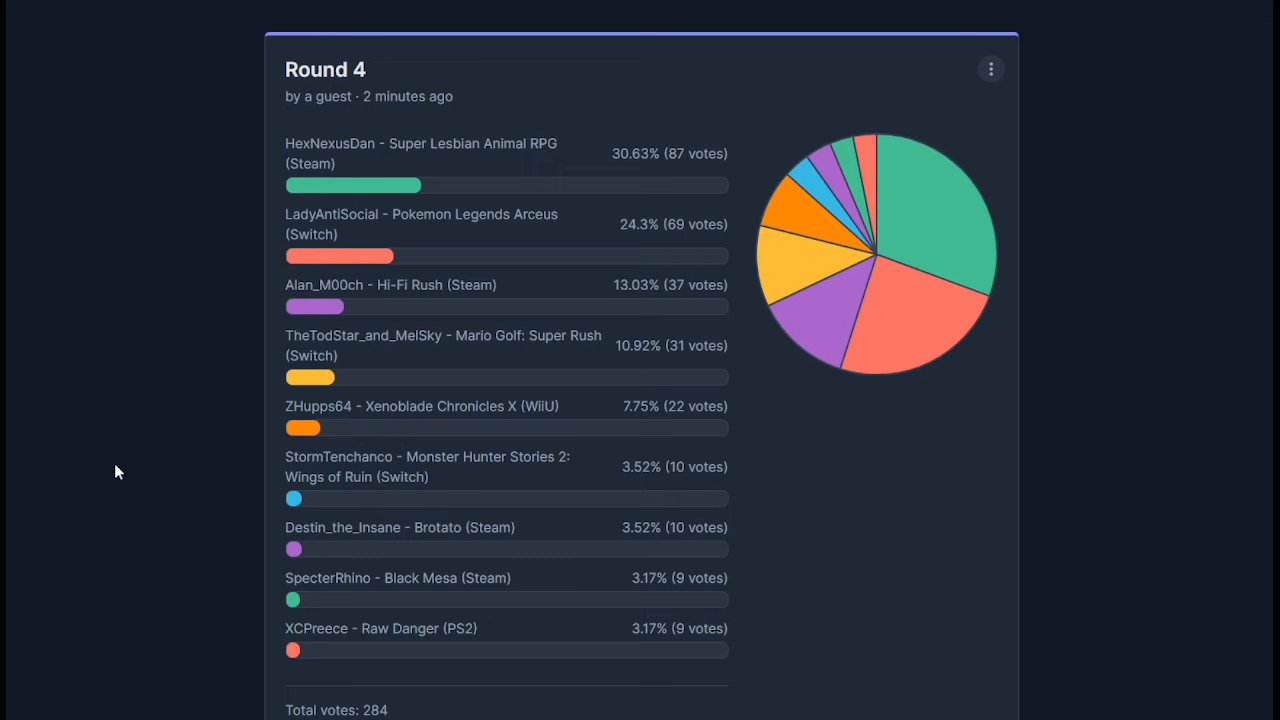 Round 4
by a guest · 2 minutes ago
HexNexusDan - Super Lesbian Animal RPG
(Steam)
30.63% (87 votes)
LadyAntiSocial - Pokemon Legends Arceus
(Switch)
24.3% (69 votes)
Alan_M00ch - Hi-Fi Rush (Steam)
13.03% (37 votes)
TheTodStar_and_MelSky - Mario Golf: Super Rush
(Switch)
10.92% (31 votes)
ZHupps64 - Xenoblade Chronicles X (WiiU)
7.75% (22 votes)
StormTenchanco - Monster Hunter Stories 2:
Wings of Ruin (Switch)
3.52% (10 votes)
Destin_the_Insane - Brotato (Steam)
3.52% (10 votes)
SpecterRhino - Black Mesa (Steam)
3.17% (9 votes)
XCPreece - Raw Danger (PS2)
3.17% (9 votes)
Total votes: 284